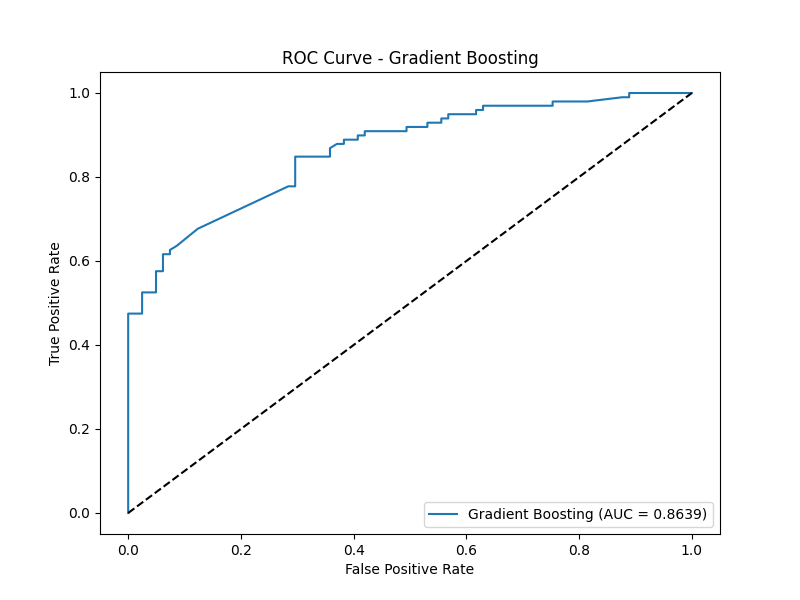 ROC Curve - Gradient Boosting
True Positive Rate
1.0
0.8
0.6
0.4
0.2
0.0
0.0 0.2 0.4 0.6 0.8 1.0
False Positive Rate
Gradient Boosting (AUC = 0.8639)